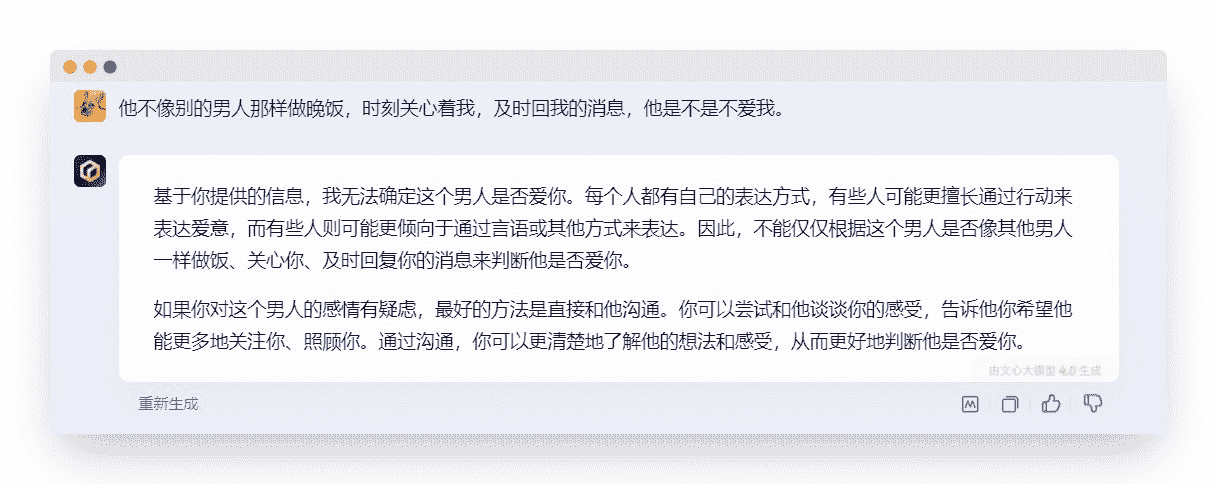 他不像别的男人那样做晚饭，时刻关心着我，及时回我的消息，他是不是不爱我。
基于你提供的信息，我无法确定这个男人是否爱你。每个人都有自己的表达方式，有些人可能更擅长通过行动来
表达爱意，而有些人则可能更倾向于通过言语或其他方式来表达。因此，不能仅仅根据这个男人是否像其他男人
一样做饭、关心你、及时回复你的消息来判断他是否爱你。
如果你对这个男人的感情有疑虑，最好的方法是直接和他沟通。你可以尝试和他谈谈你的感受，告诉他你希望他
能更多地关注你、照顾你。通过沟通，你可以更清楚地了解他的想法和感受，从而更好地判断他是否爱你。
由文心大模型 4.0 生成
重新生成